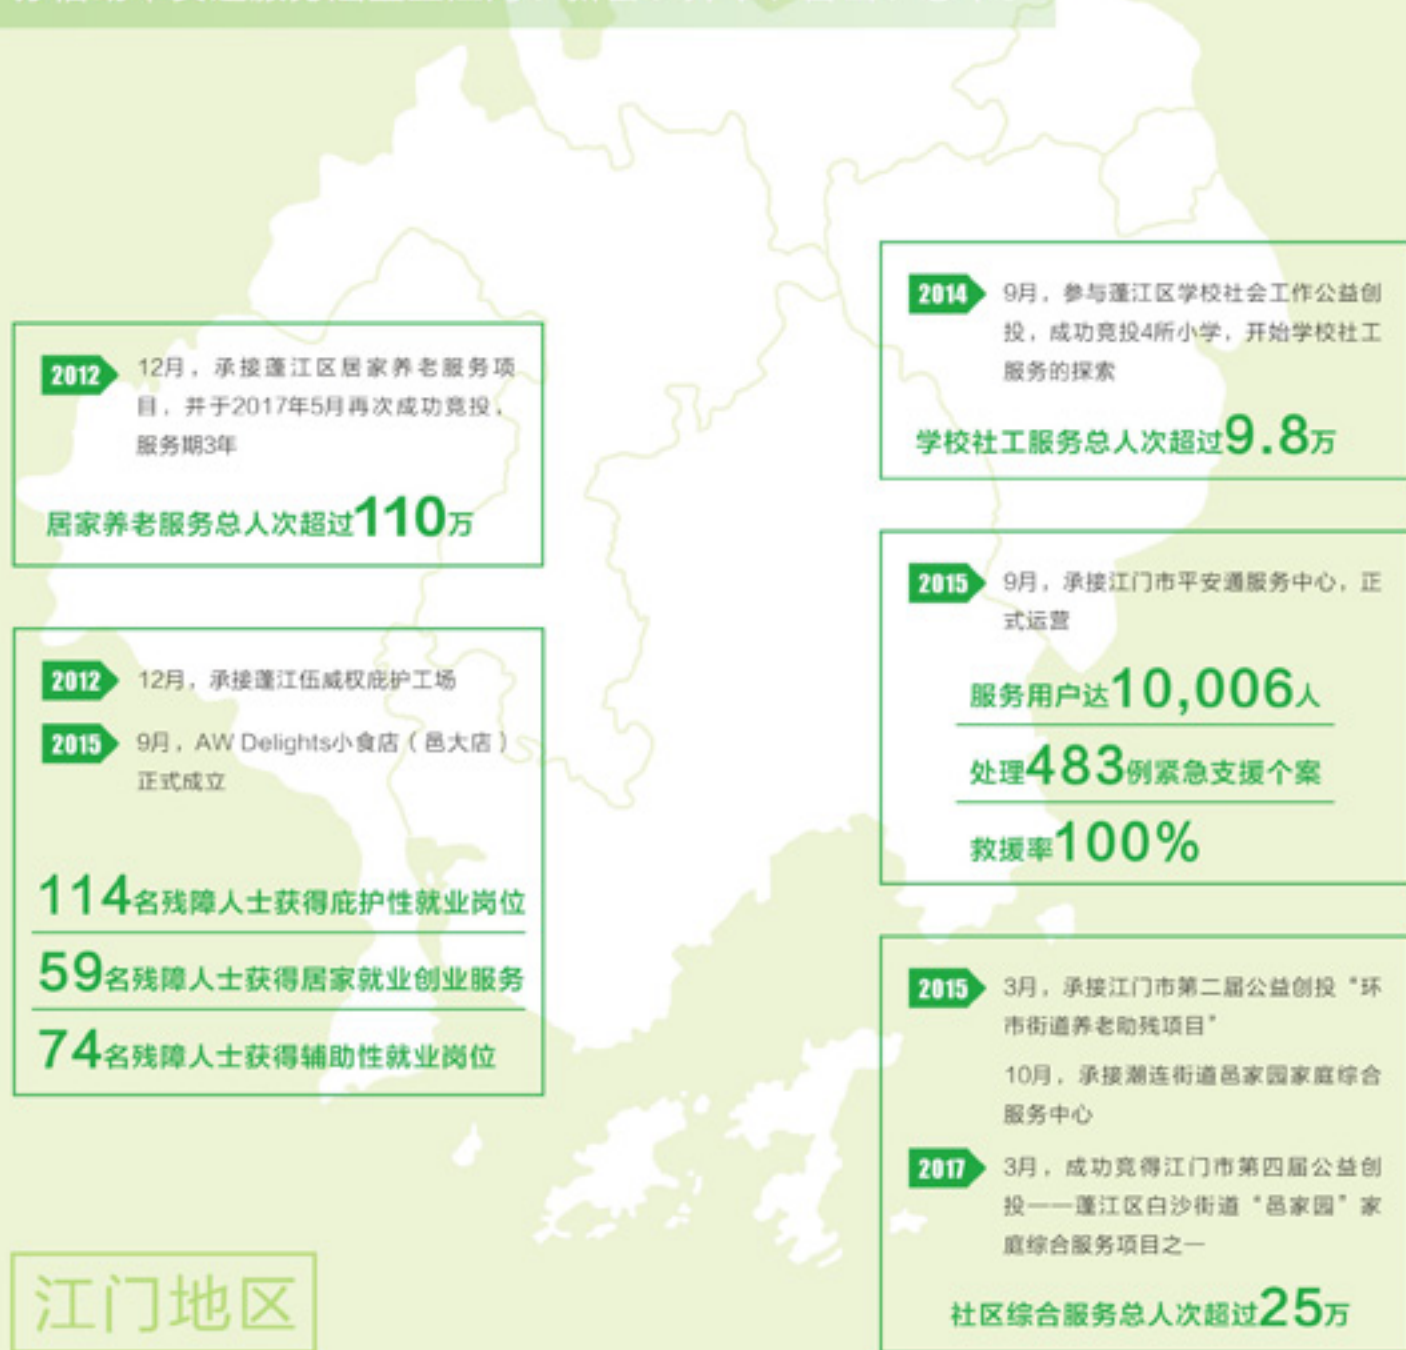 2012
12月，承接蓬江区居家养老服务项
目，并于2017年5月再次成功竞投，
服务期3年
居家养老服务总人次超过110万
2012
12月，承接蓬江伍威权庇护工场
2015
9月，AW Delights小食店（邑大店）
正式成立
114名残障人士获得庇护性就业岗位
59名残障人士获得居家就业创业服务
74名残障人士获得辅助性就业岗位
江门地区
2014
9月，参与蓬江区学校社会工作公益创
投，成功竞投4所小学，开始学校社工
服务的探索
学校社工服务总人次超过9.8万
2015
9月，承接江门市平安通服务中心，正
式运营
服务用户达10,006人
处理483例紧急支援个案
救援率100%
2015
3月，承接江门市第二届公益创投“环
市街道养老助残项目”
10月，承接潮连街道邑家园家庭综合
服务中心
2017
3月，成功竞得江门市第四届公益创
投——蓬江区白沙街道“邑家园”家
庭综合服务项目之一
社区综合服务总人次超过25万